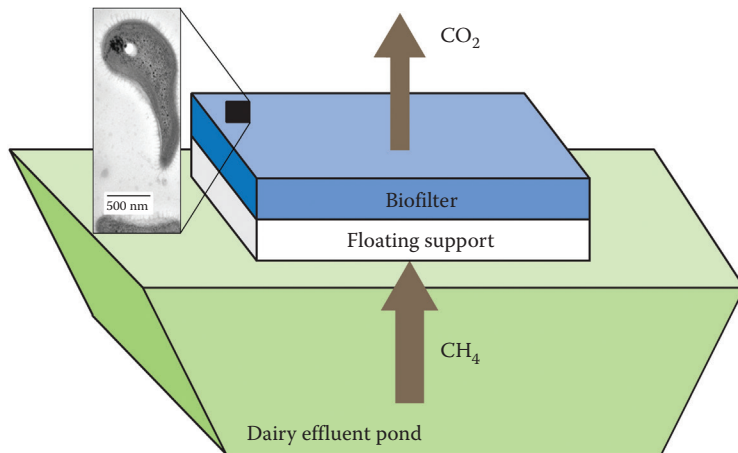 CO₂
500 nm
Biofilter
Floating support
CH₄
Dairy effluent pond